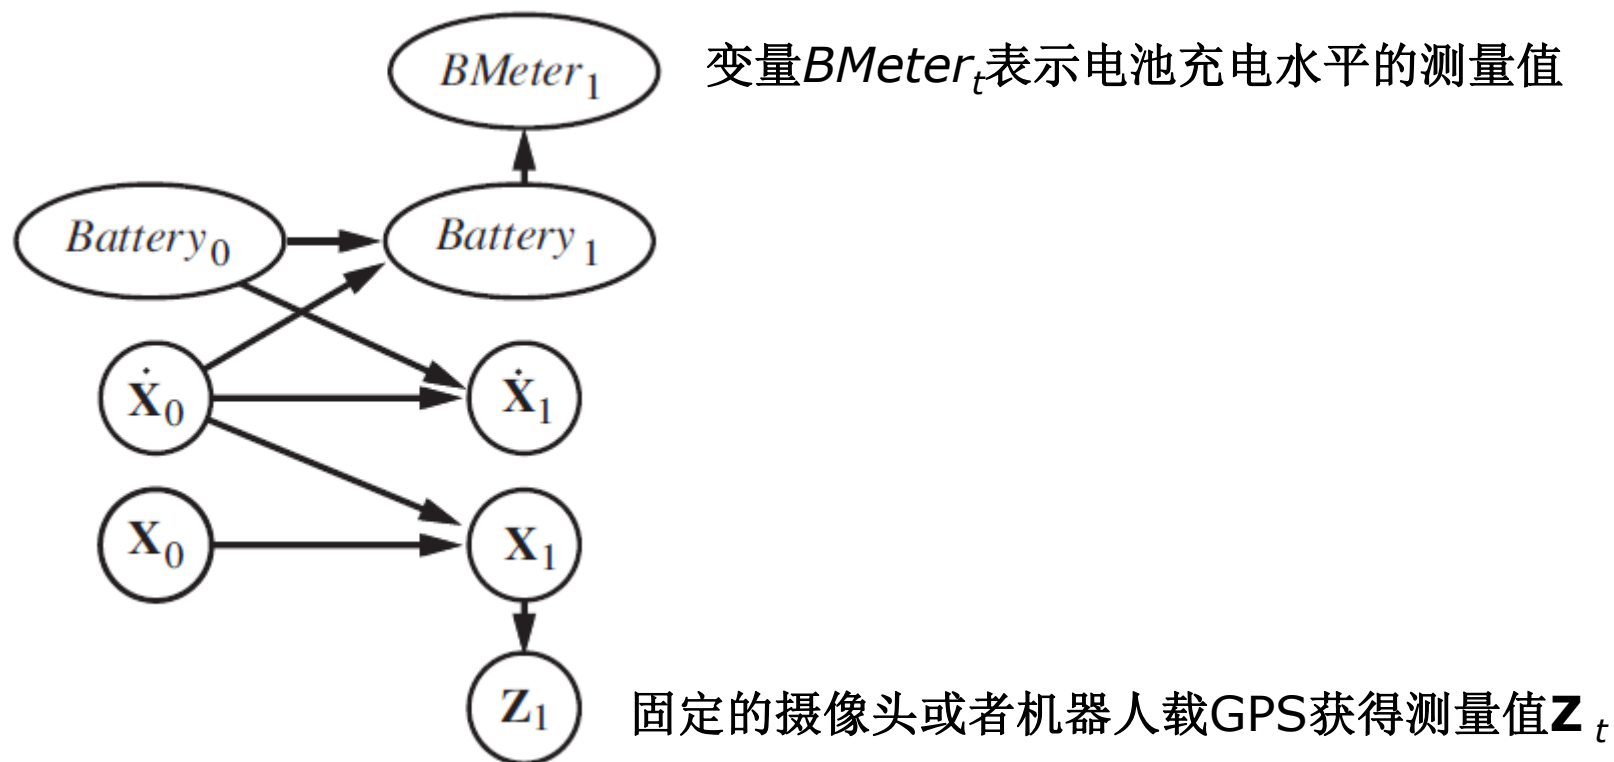 BMeter₁ 变量BMeterₜ表示电池充电水平的测量值
Battery₀ Battery₁
Ẋ₀ Ẋ₁
X₀ X₁
Z₁ 固定的摄像头或者机器人载GPS获得测量值Z ₜ